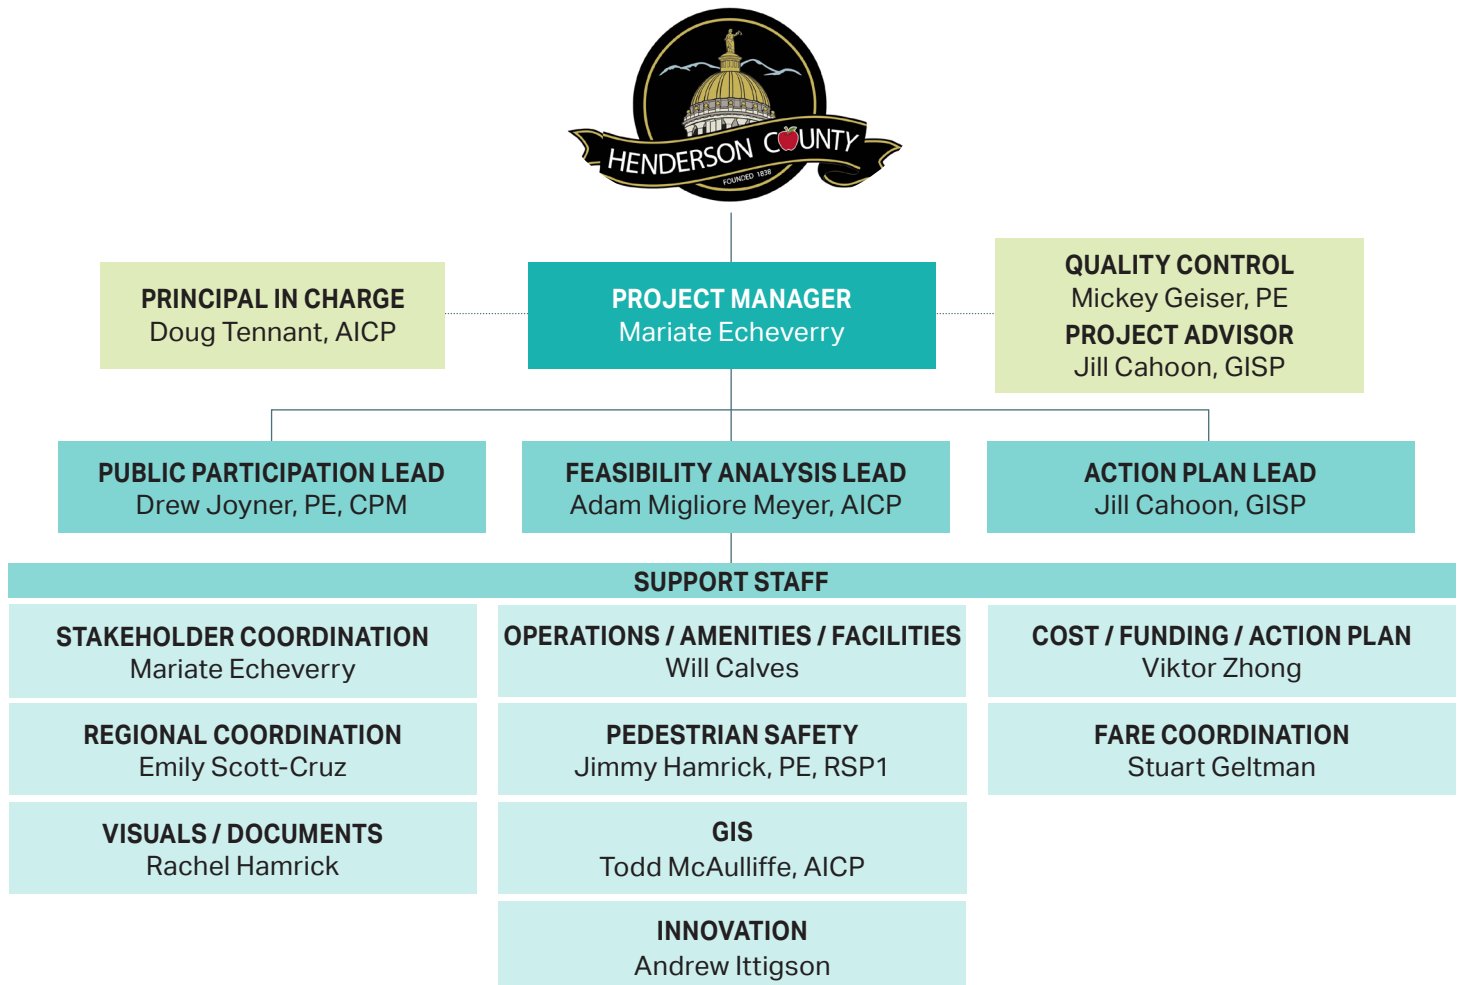 HENDERSON COUNTY
FOUNDED 1838
PRINCIPAL IN CHARGE
Doug Tennant, AICP
PROJECT MANAGER
Mariate Echeverry
QUALITY CONTROL
Mickey Geiser, PE
PROJECT ADVISOR
Jill Cahoon, GISP
PUBLIC PARTICIPATION LEAD
Drew Joyner, PE, CPM
FEASIBILITY ANALYSIS LEAD
Adam Migliore Meyer, AICP
ACTION PLAN LEAD
Jill Cahoon, GISP
SUPPORT STAFF
STAKEHOLDER COORDINATION
Mariate Echeverry
REGIONAL COORDINATION
Emily Scott-Cruz
VISUALS / DOCUMENTS
Rachel Hamrick
OPERATIONS / AMENITIES / FACILITIES
Will Calves
PEDESTRIAN SAFETY
Jimmy Hamrick, PE, RSP1
GIS
Todd McAulliffe, AICP
INNOVATION
Andrew Ittigson
COST / FUNDING / ACTION PLAN
Viktor Zhong
FARE COORDINATION
Stuart Geltman